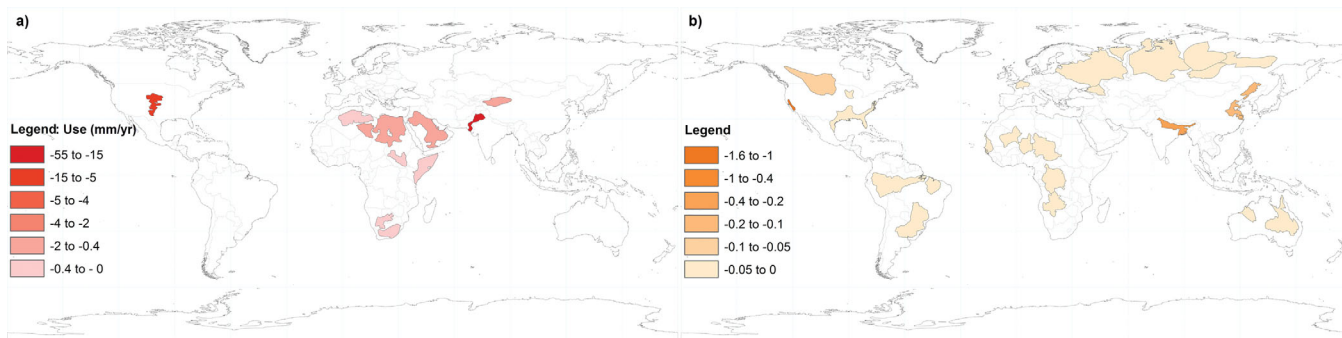 a)
Legend: Use (mm/yr)
-55 to -15
-15 to -5
-5 to -4
-4 to -2
-2 to -0.4
-0.4 to - 0
b)
Legend
-1.6 to -1
-1 to -0.4
-0.4 to -0.2
-0.2 to -0.1
-0.1 to -0.05
-0.05 to 0